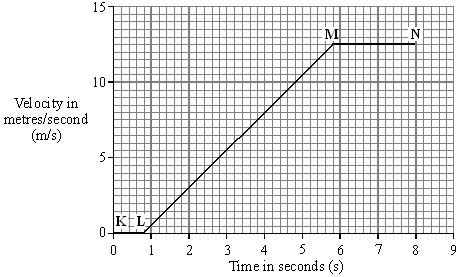 15
M N
10
Velocity in
metres/second
(m/s)
5
K L
0
0 1 2 3 4 5 6 7 8 9
Time in seconds (s)